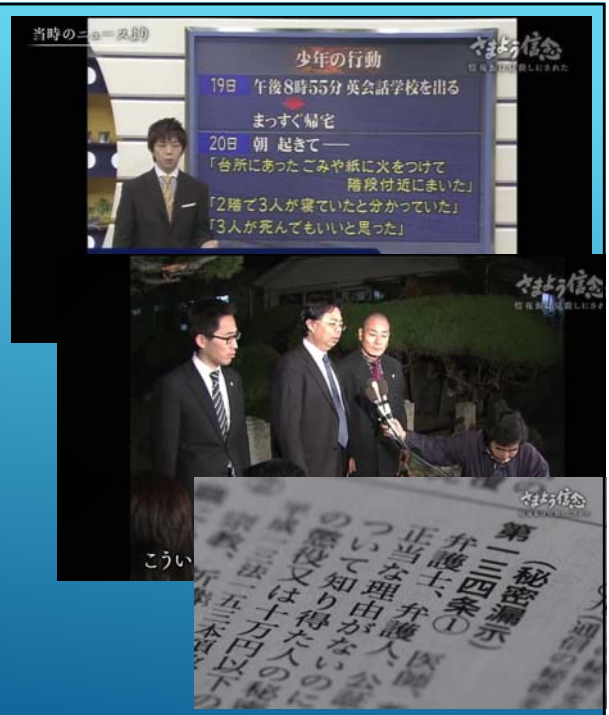 当時のニュースより
さまよう信念
情報源は見殺しにされた
少年の行動
19日 午後8時55分 英会話学校を出る
まっすぐ帰宅
20日 朝 起きて──
「台所にあったごみや紙に火をつけて
階段付近にまいた」
「2階で3人が寝ていたと分かっていた」
「3人が死んでもいいと思った」
さまよう信念
情報源は見殺しにされ
こうい
さまよう信念
(秘密漏示)
第一三四条①
医師、
弁護士、弁護人、公証
正当な理由がないのに
ついて知り得た人の秘
の懲役又は十万円以下